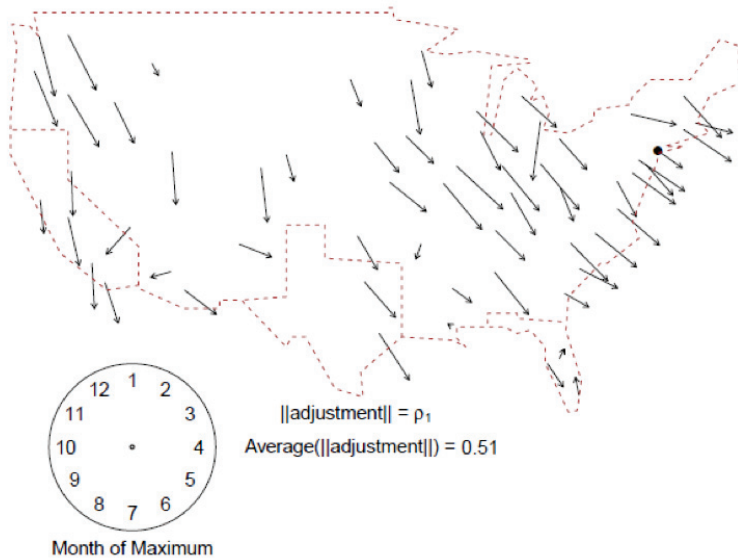 12 1 2
11 3
10 4
9 5
8 7 6
||adjustment|| = ρ₁
Average(||adjustment||) = 0.51
Month of Maximum